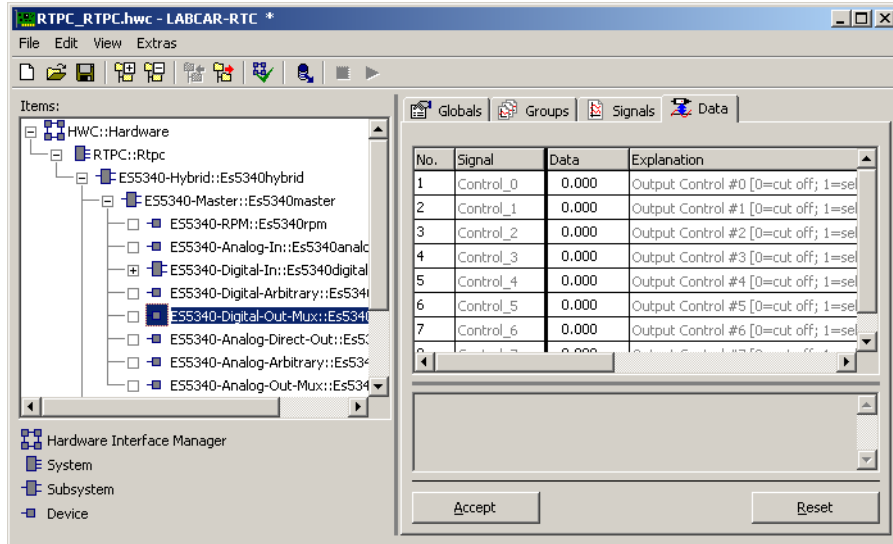 RTPC_RTPC.hwc - LABCAR-RTC *
File Edit View Extras
Items:
HWC::Hardware
RTPC::Rtpc
ES5340-Hybrid::Es5340hybrid
ES5340-Master::Es5340master
ES5340-RPM::Es5340rpm
ES5340-Analog-In::Es5340analc
ES5340-Digital-In::Es5340digital
ES5340-Digital-Arbitrary::Es534
ES5340-Digital-Out-Mux::Es534
ES5340-Analog-Direct-Out::Es5
ES5340-Analog-Arbitrary::Es534
ES5340-Analog-Out-Mux::Es534
Hardware Interface Manager
System
Subsystem
Device
Globals Groups Signals Data
No. Signal Data Explanation
1 Control_0 0.000 Output Control #0 [0=cut off; 1=sel
2 Control_1 0.000 Output Control #1 [0=cut off; 1=sel
3 Control_2 0.000 Output Control #2 [0=cut off; 1=sel
4 Control_3 0.000 Output Control #3 [0=cut off; 1=sel
5 Control_4 0.000 Output Control #4 [0=cut off; 1=sel
6 Control_5 0.000 Output Control #5 [0=cut off; 1=sel
7 Control_6 0.000 Output Control #6 [0=cut off; 1=sel
Accept Reset